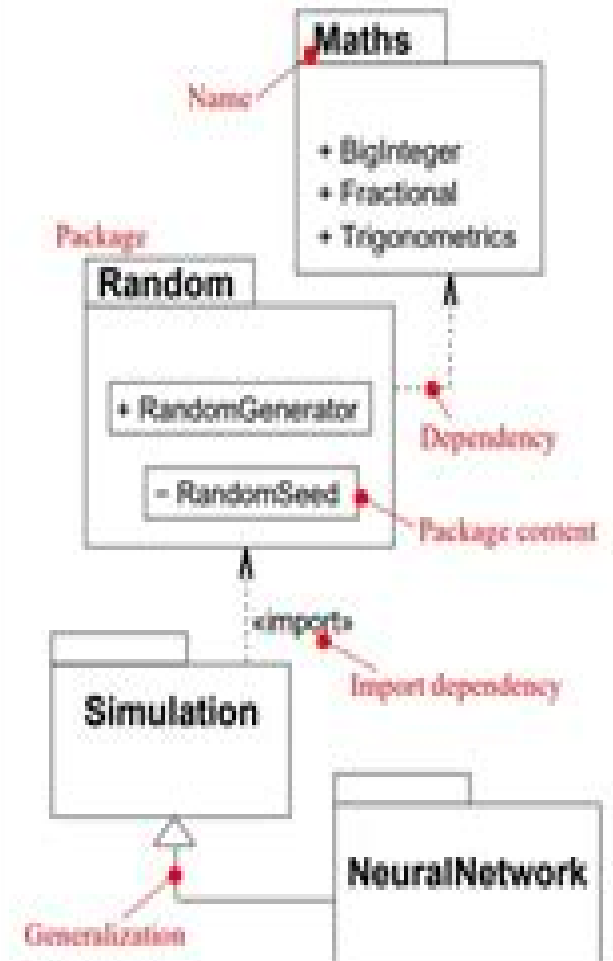 Maths
Name
+ BigInteger
+ Fractional
+ Trigonometrics
Package
Random
+ RandomGenerator
Dependency
- RandomSeed
Package content
«import»
Import dependency
Simulation
NeuralNetwork
Generalization